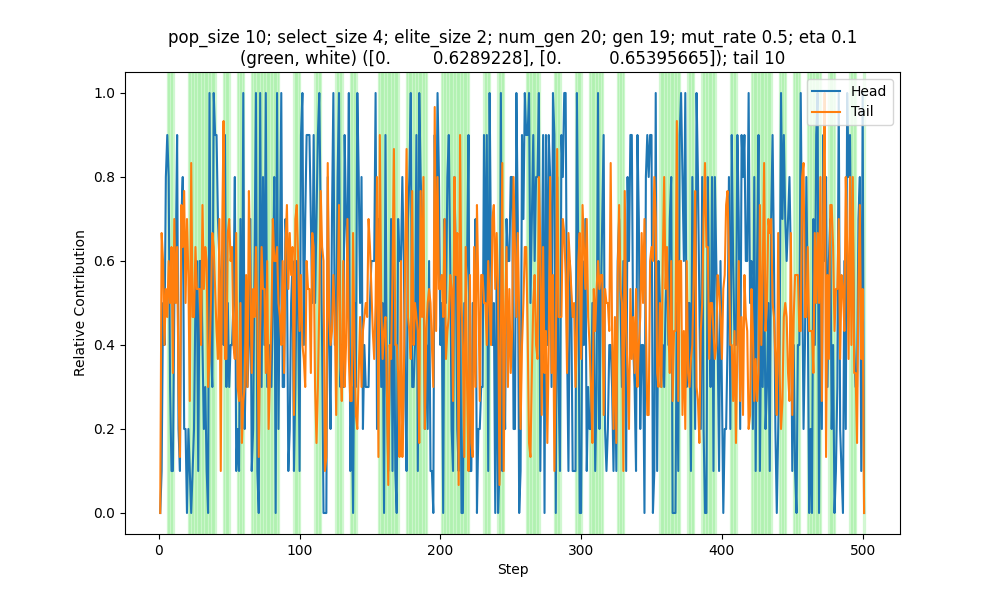 pop_size 10; select_size 4; elite_size 2; num_gen 20; gen 19; mut_rate 0.5; eta 0.1
(green, white) ([0. 0.6289228], [0. 0.65395665]); tail 10
Head
Tail
Relative Contribution
1.0
0.8
0.6
0.4
0.2
0.0
0 100 200 300 400 500
Step